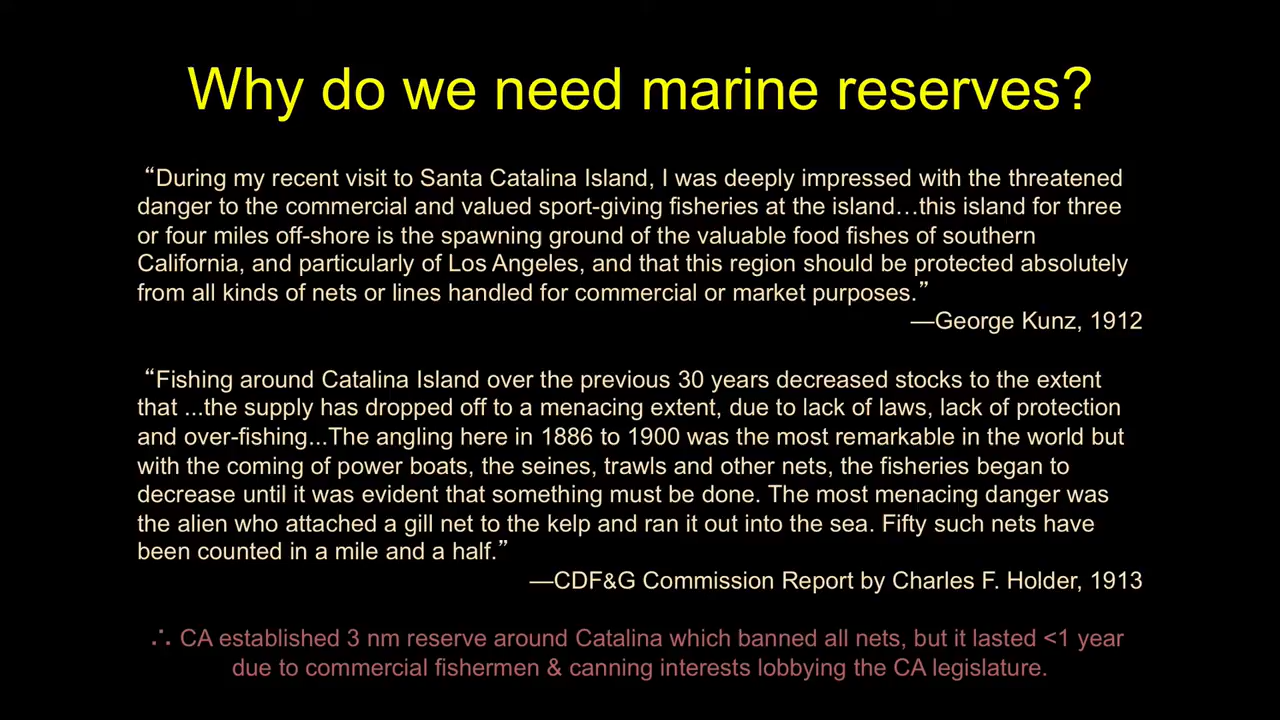 Why do we need marine reserves?
“During my recent visit to Santa Catalina Island, I was deeply impressed with the threatened
danger to the commercial and valued sport-giving fisheries at the island…this island for three
or four miles off-shore is the spawning ground of the valuable food fishes of southern
California, and particularly of Los Angeles, and that this region should be protected absolutely
from all kinds of nets or lines handled for commercial or market purposes.”
—George Kunz, 1912
“Fishing around Catalina Island over the previous 30 years decreased stocks to the extent
that ...the supply has dropped off to a menacing extent, due to lack of laws, lack of protection
and over-fishing...The angling here in 1886 to 1900 was the most remarkable in the world but
with the coming of power boats, the seines, trawls and other nets, the fisheries began to
decrease until it was evident that something must be done. The most menacing danger was
the alien who attached a gill net to the kelp and ran it out into the sea. Fifty such nets have
been counted in a mile and a half.”
—CDF&G Commission Report by Charles F. Holder, 1913
∴ CA established 3 nm reserve around Catalina which banned all nets, but it lasted <1 year
due to commercial fishermen & canning interests lobbying the CA legislature.